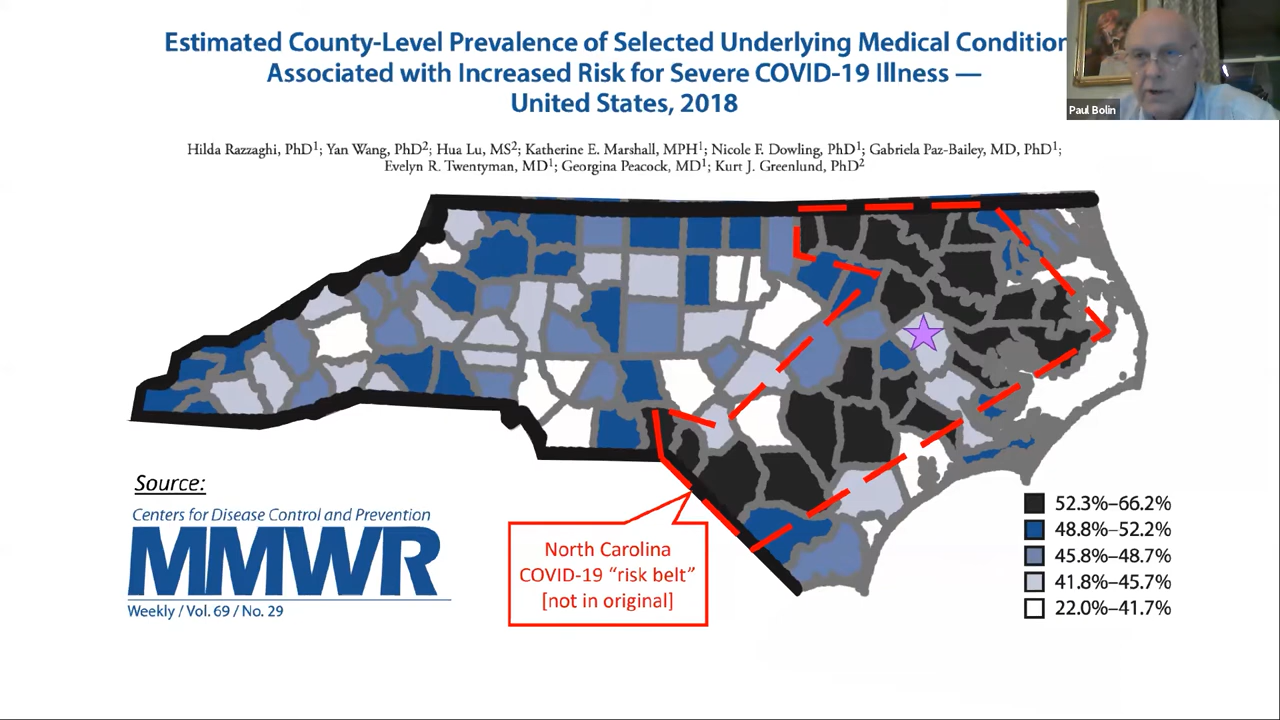 Estimated County-Level Prevalence of Selected Underlying Medical Condition
Associated with Increased Risk for Severe COVID-19 Illness —
United States, 2018
Paul Bolin
Hilda Razzaghi, PhD1; Yan Wang, PhD2; Hua Lu, MS2; Katherine E. Marshall, MPH1; Nicole F. Dowling, PhD1; Gabriela Paz-Bailey, MD, PhD1;
Evelyn R. Twentyman, MD1; Georgina Peacock, MD1; Kurt J. Greenlund, PhD2
Source:
Centers for Disease Control and Prevention
MMWR
Weekly / Vol. 69 / No. 29
North Carolina
COVID-19 “risk belt”
[not in original]
52.3%–66.2%
48.8%–52.2%
45.8%–48.7%
41.8%–45.7%
22.0%–41.7%